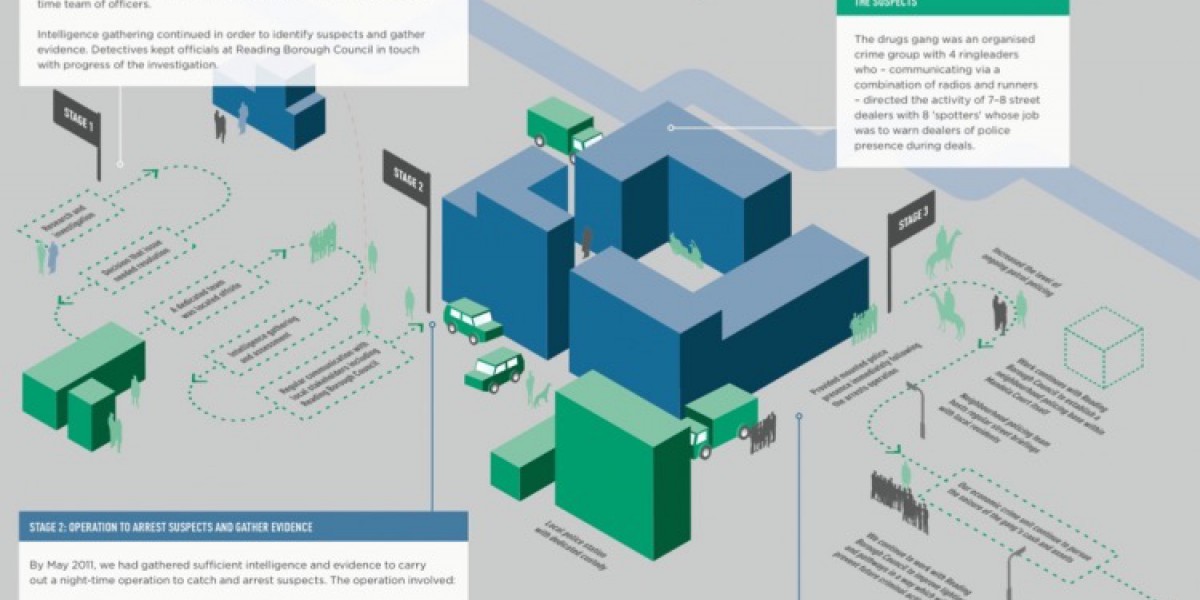 time team of officers.
Intelligence gathering continued in order to identify suspects and gather
evidence. Detectives kept officials at Reading Borough Council in touch
with progress of the investigation.
THE SUSPECTS
The drugs gang was an organised
crime group with 4 ringleaders
who – communicating via a
combination of radios and runners
– directed the activity of 7–8 street
dealers with 8 'spotters' whose job
was to warn dealers of police
presence during deals.
STAGE 1
Research and
investigation
Decision that issue
needed resolution
A dedicated team
was located offsite
Intelligence gathering
and assessment
Regular communication with
local stakeholders including
Reading Borough Council
STAGE 2
STAGE 3
Increased the level of
ongoing patrol policing
Provided mounted police
presence immediately following
the arrests operation
Work continues with Reading
Borough Council to establish a
neighbourhood policing base within
Mandela Court itself
Neighbourhood policing team
hosts regular street briefings
with local residents
Our economic crime unit continue to pursue
the seizure of the gang's cash and assets
We continue to work with Reading
Borough Council to improve lighting
and pathways in a way which will
prevent future criminal
Local police station
with dedicated custody
STAGE 2: OPERATION TO ARREST SUSPECTS AND GATHER EVIDENCE
By May 2011, we had gathered sufficient intelligence and evidence to carry
out a night-time operation to catch and arrest suspects. The operation involved: